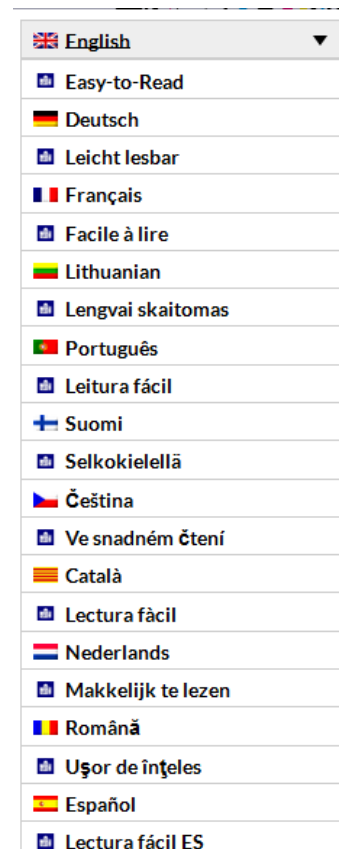 English
Easy-to-Read
Deutsch
Leicht lesbar
Français
Facile à lire
Lithuanian
Lengvai skaitomas
Português
Leitura fácil
Suomi
Selkokielellä
Čeština
Ve snadném čtení
Català
Lectura fàcil
Nederlands
Makkelijk te lezen
Română
Uşor de înţeles
Español
Lectura fácil ES